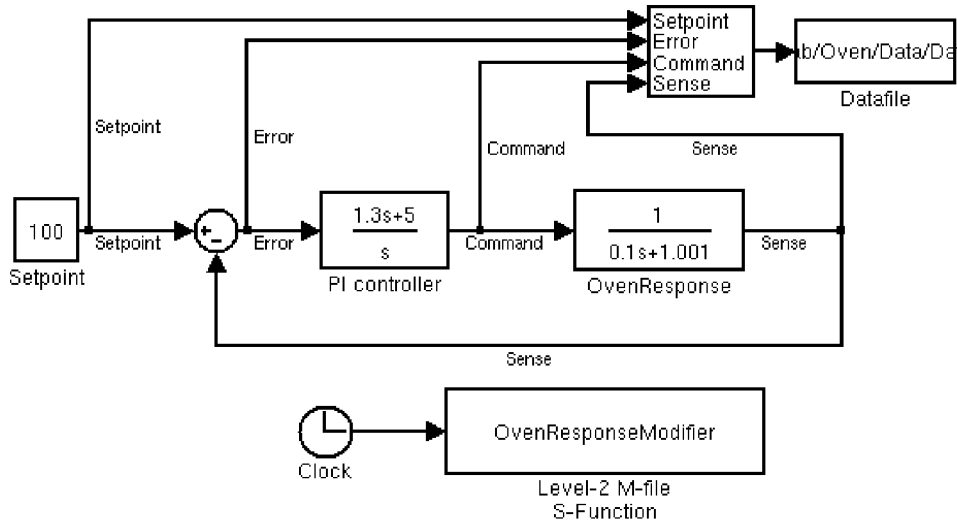 Setpoint
Error
Command
Sense
ab/Oven/Data/Da
Datafile
Setpoint
Error
Command
Sense
100
Setpoint
Setpoint
+
-
Error
1.3s+5
s
PI controller
Command
1
0.1s+1.001
OvenResponse
Sense
Sense
Clock
OvenResponseModifier
Level-2 M-file
S-Function